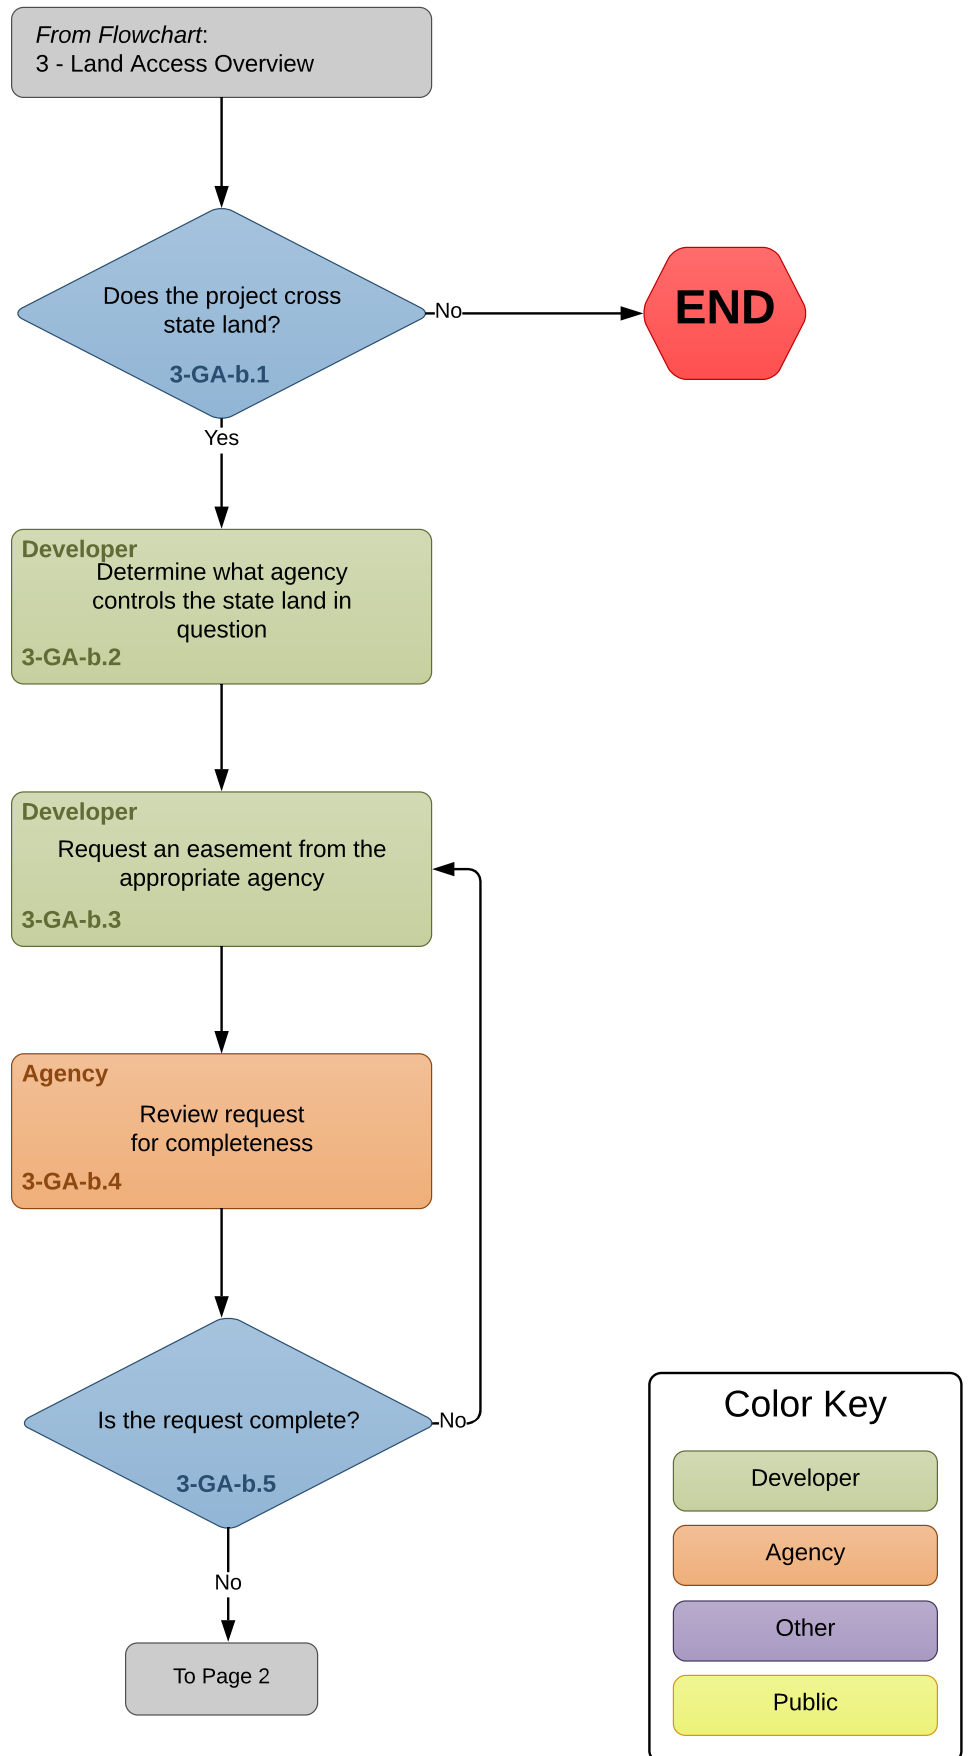 From Flowchart:
3 - Land Access Overview
Does the project cross
state land?
3-GA-b.1
No
END
Yes
Developer
Determine what agency
controls the state land in
question
3-GA-b.2
Developer
Request an easement from the
appropriate agency
3-GA-b.3
Agency
Review request
for completeness
3-GA-b.4
Is the request complete?
3-GA-b.5
No
No
To Page 2
Color Key
Developer
Agency
Other
Public